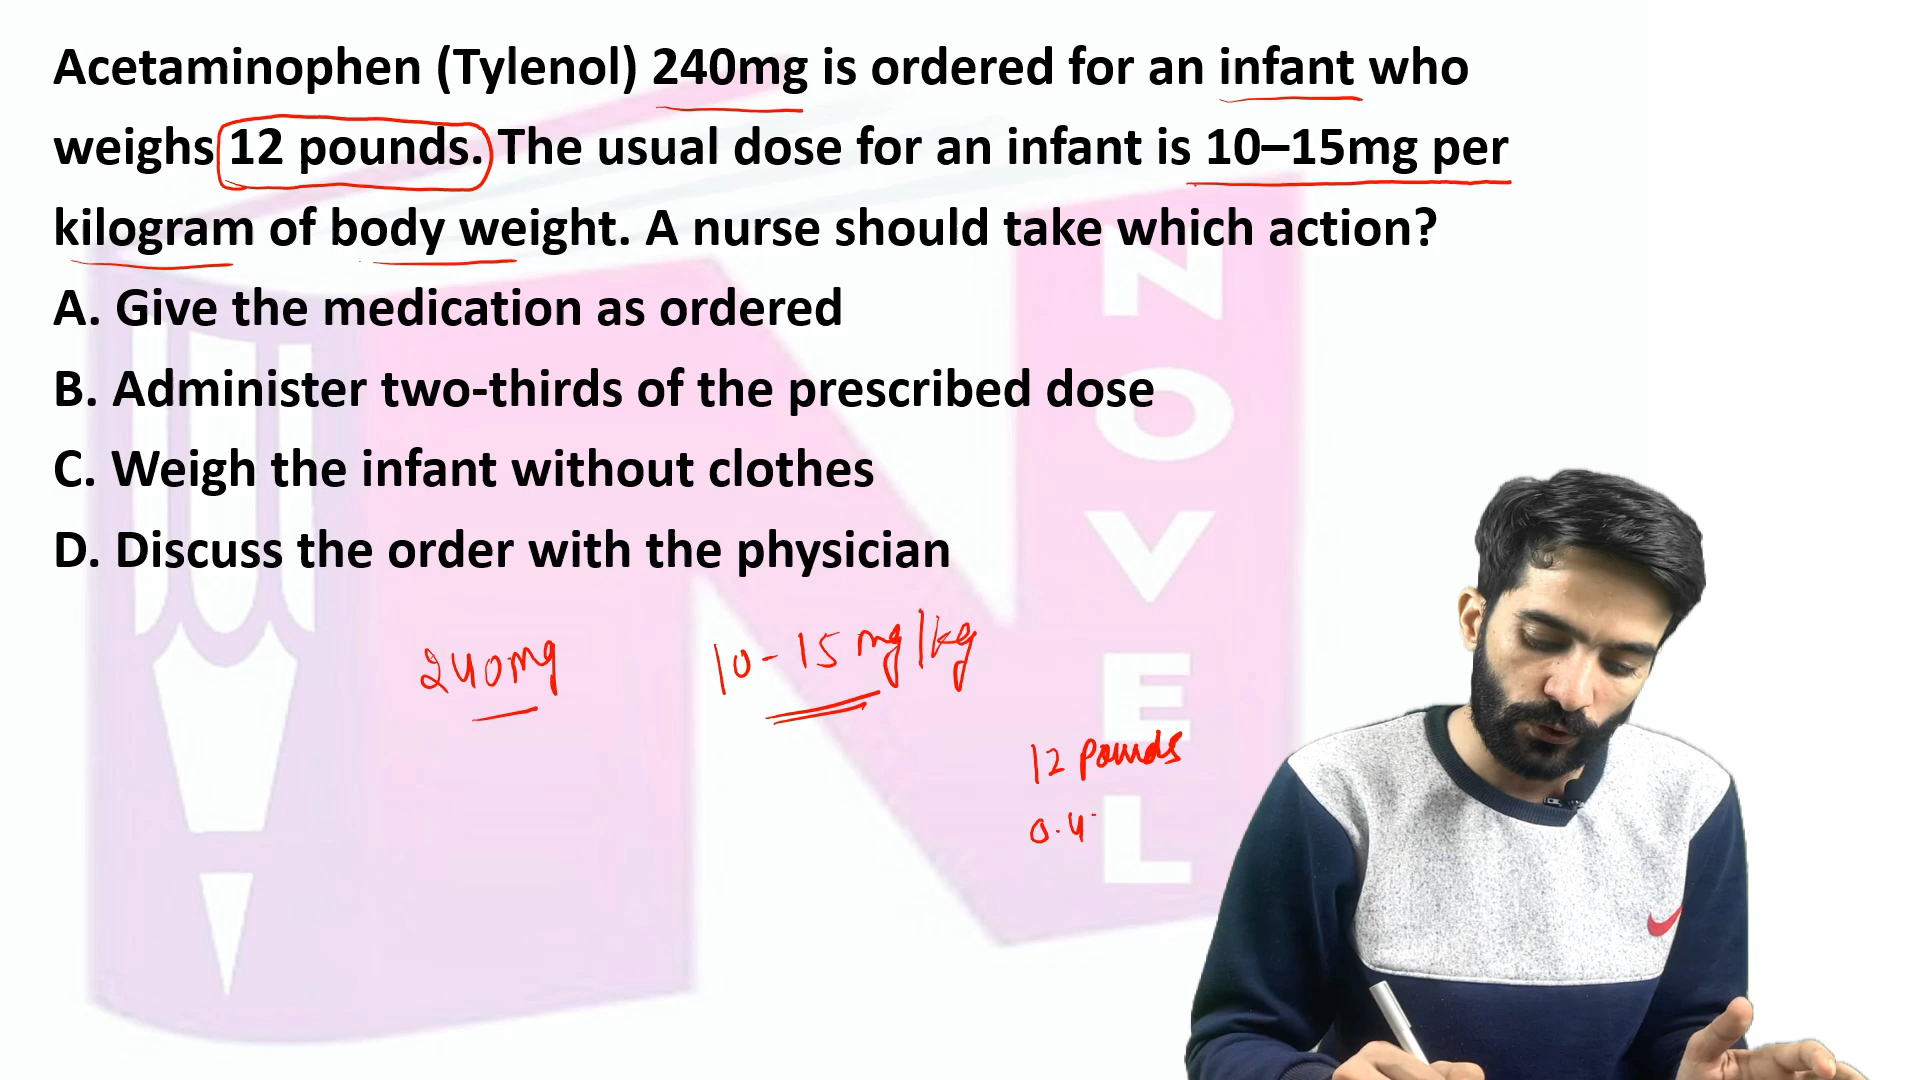 Acetaminophen (Tylenol) 240mg is ordered for an infant who
weighs 12 pounds. The usual dose for an infant is 10–15mg per
kilogram of body weight. A nurse should take which action?
A. Give the medication as ordered
B. Administer two-thirds of the prescribed dose
C. Weigh the infant without clothes
D. Discuss the order with the physician
240mg 10-15 mg/kg
12 pounds
0.4
NOVEL